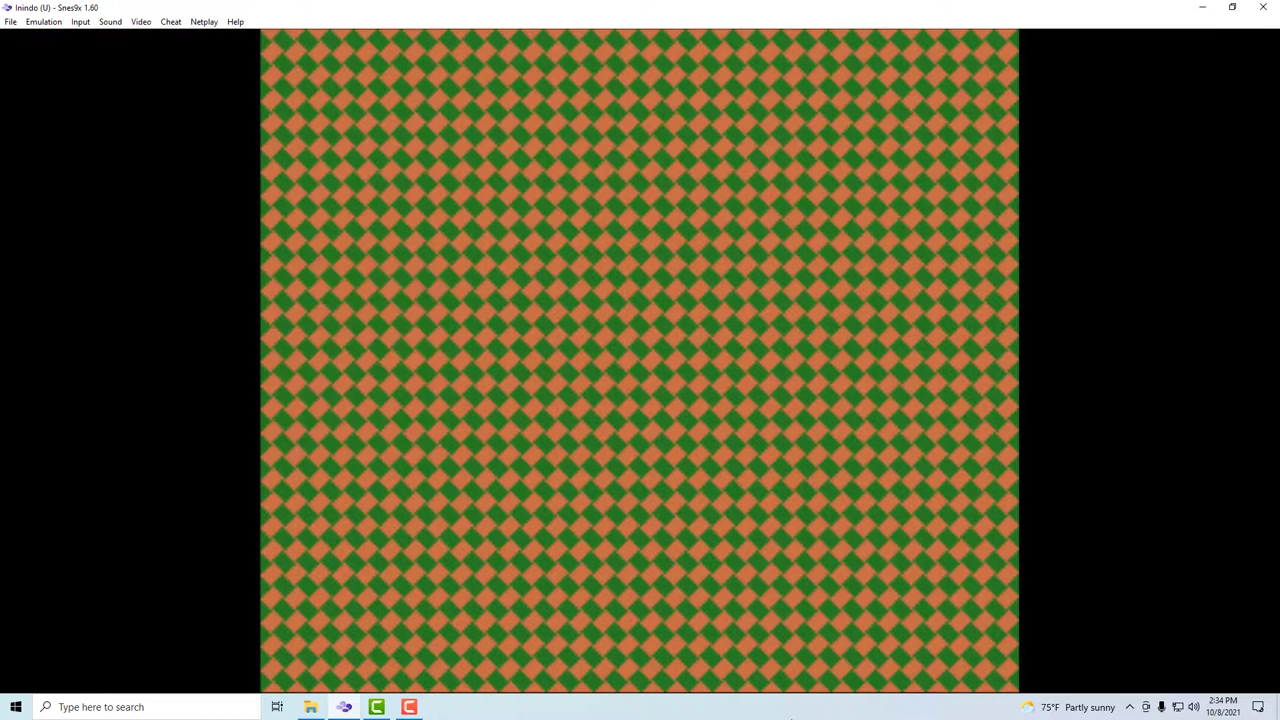 Inindo (U) - Snes9x 1.60
File Emulation Input Sound Video Cheat Netplay Help
Type here to search
75°F Partly sunny
2:34 PM
10/8/2021